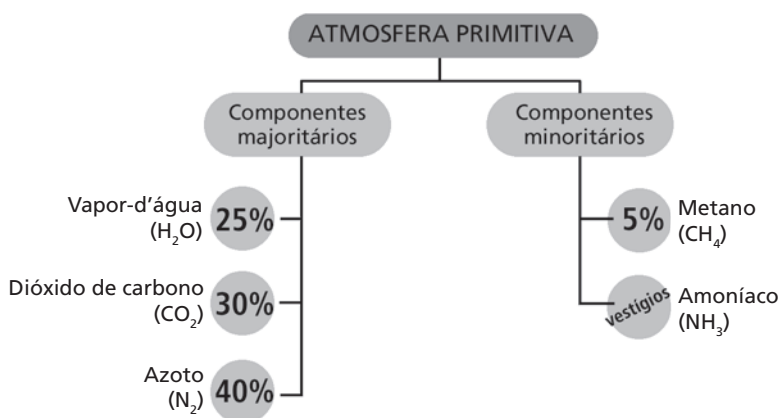 ATMOSFERA PRIMITIVA
Componentes
majoritários
Componentes
minoritários
Vapor-d’água
(H₂O)
25%
Dióxido de carbono
(CO₂)
30%
Azoto
(N₂)
40%
5%
Metano
(CH₄)
vestígios
Amoníaco
(NH₃)